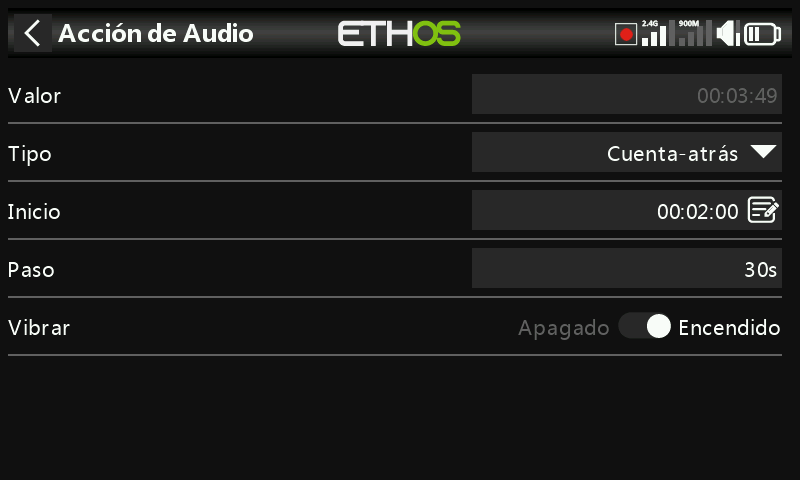 Acción de Audio
ETHOS
2.4G
900M
Valor
00:03:49
Tipo
Cuenta-atrás
Inicio
00:02:00
Paso
30s
Vibrar
Apagado
Encendido